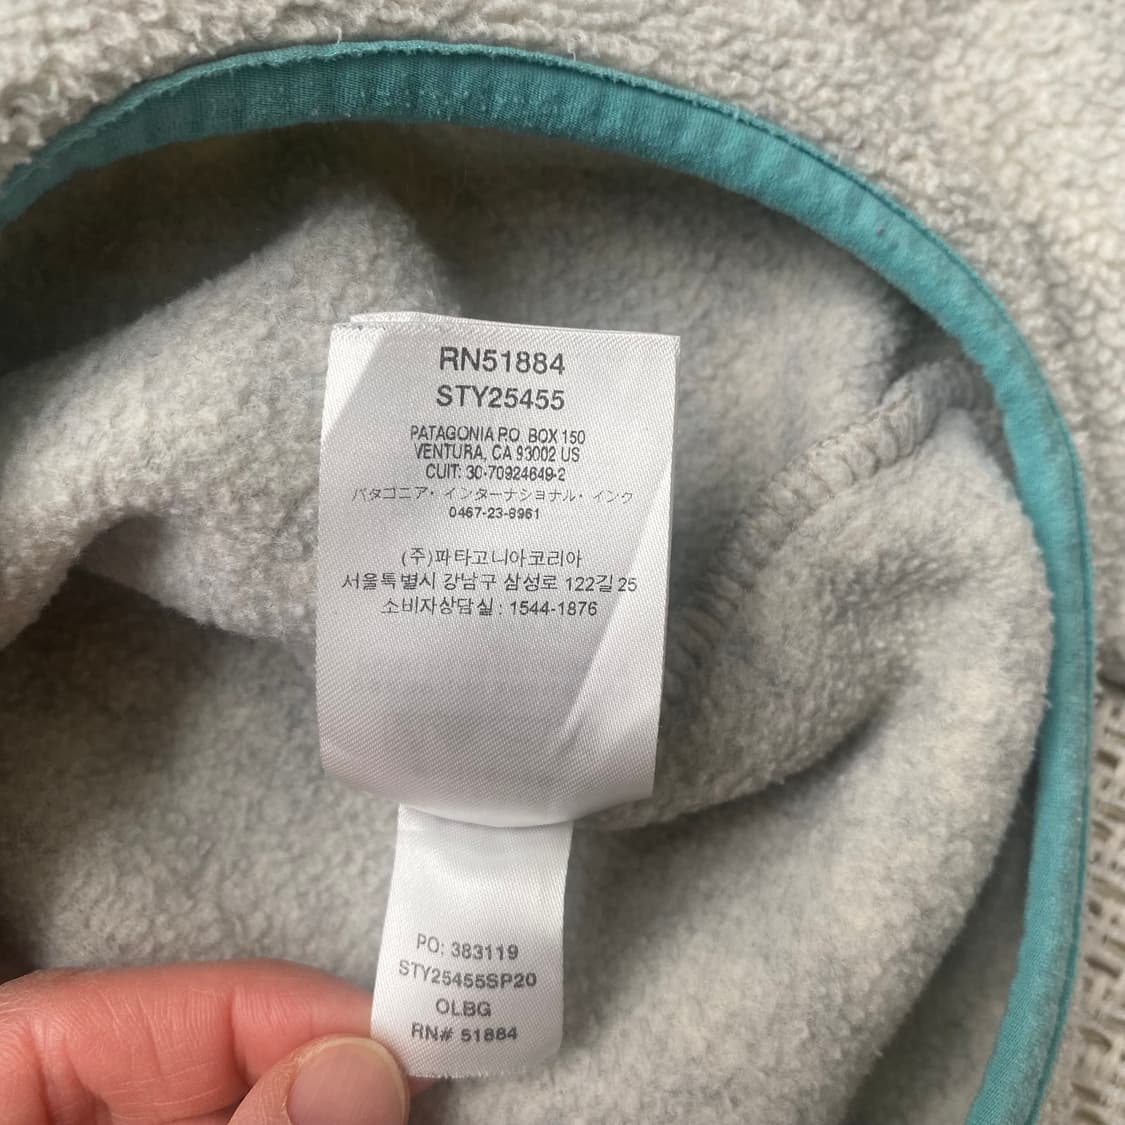 RN51884
STY25455
PATAGONIA P.O. BOX 150
VENTURA, CA 93002 US
CUIT: 30-70924649-2
パタゴニア・インターナショナル・インク
0467-23-8961
(주)파타고니아코리아
서울특별시 강남구 삼성로 122길 25
소비자상담실 : 1544-1876
PO: 383119
STY25455SP20
OLBG
RN# 51884